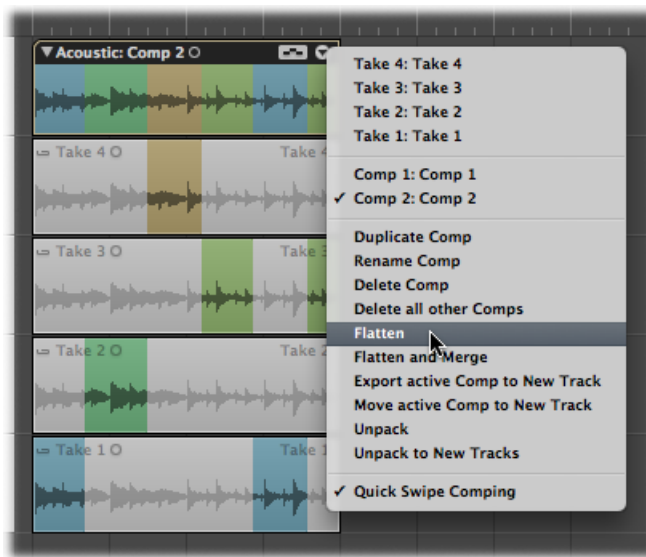 Acoustic: Comp 2
Take 4
Take 4
Take 3
Take 3
Take 2
Take 2
Take 1
Take 1
Take 4: Take 4
Take 3: Take 3
Take 2: Take 2
Take 1: Take 1
Comp 1: Comp 1
✓ Comp 2: Comp 2
Duplicate Comp
Rename Comp
Delete Comp
Delete all other Comps
Flatten
Flatten and Merge
Export active Comp to New Track
Move active Comp to New Track
Unpack
Unpack to New Tracks
✓ Quick Swipe Comping